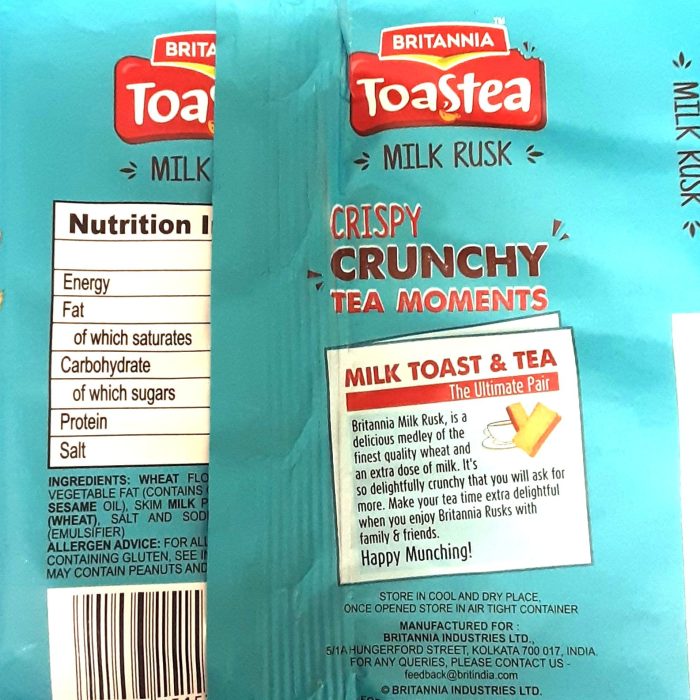 BRITA
Toas
MILK
Nutrition I
Energy
Fat
of which saturates
Carbohydrate
of which sugars
Protein
Salt
INGREDIENTS: WHEAT FLO
VEGETABLE FAT (CONTAINS
SESAME OIL), SKIM MILK P
(WHEAT), SALT AND SOD
(EMULSIFIER)
ALLERGEN ADVICE: FOR ALL
CONTAINING GLUTEN, SEE IN
MAY CONTAIN PEANUTS AND
BRITANNIA
TM
Toastea
MILK RUSK
CRISPY
CRUNCHY
TEA MOMENTS
MILK TOAST & TEA
The Ultimate Pair
Britannia Milk Rusk, is a
delicious medley of the
finest quality wheat and
an extra dose of milk. It's
so delightfully crunchy that you will ask for
more. Make your tea time extra delightful
when you enjoy Britannia Rusks with
family & friends.
Happy Munching!
STORE IN COOL AND DRY PLACE,
ONCE OPENED STORE IN AIR TIGHT CONTAINER
MANUFACTURED FOR :
BRITANNIA INDUSTRIES LTD.,
5/1A HUNGERFORD STREET, KOLKATA 700 017, INDIA.
FOR ANY QUERIES, PLEASE CONTACT US -
feedback@britindia.com
© BRITANNIA INDUSTRIES LTD.
MILK RUSK